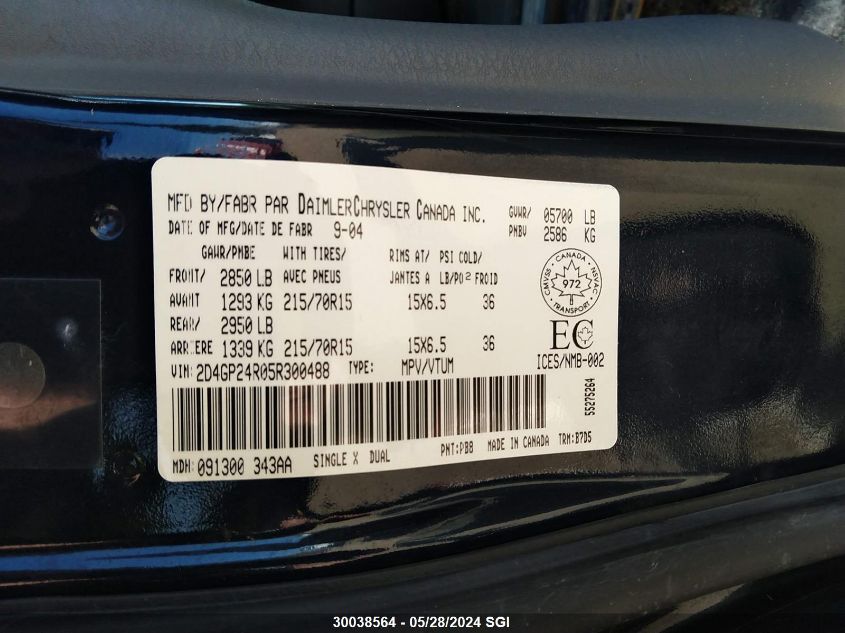 MFD BY/FABR PAR DAIMLERCHRYSLER CANADA INC. GVWR/ 05700 LB
DATE OF MFG/DATE DE FABR 9-04 PNBV 2586 KG
GAWR/PNBE WITH TIRES/ RIMS AT/ PSI COLD/
FRONT/ 2850 LB AVEC PNEUS JANTES A LB/PO2 FROID
AVANT 1293 KG 215/70R15 15X6.5 36
REAR/ 2950 LB
ARRIERE 1339 KG 215/70R15 15X6.5 36
CANADA
CMVSS 972 NSVAC
TRANSPORT
EC
ICES/NMB-002
VIN: 2D4GP24R05R300488 TYPE: MPV/VTUM
55275264
PNT:PBB MADE IN CANADA TRM:B7D5
MDH: 091300 343AA SINGLE X DUAL
30038564 - 05/28/2024 SGI